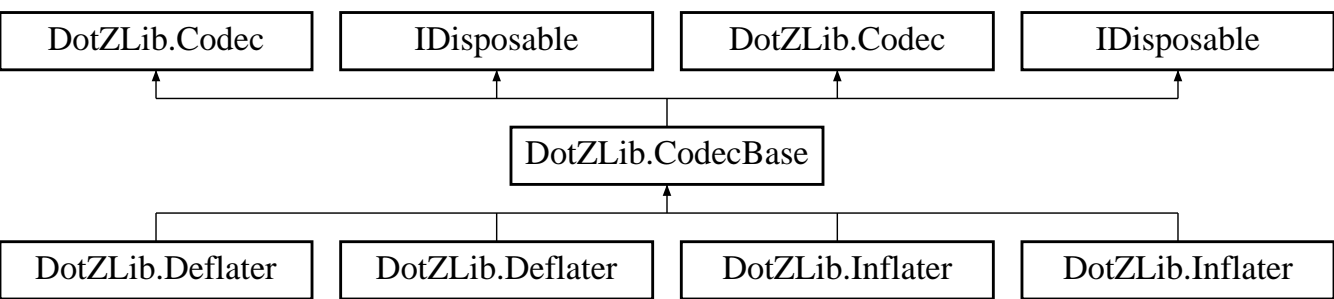 DotZLib.Codec IDisposable DotZLib.Codec IDisposable
DotZLib.CodecBase
DotZLib.Deflater DotZLib.Deflater DotZLib.Inflater DotZLib.Inflater